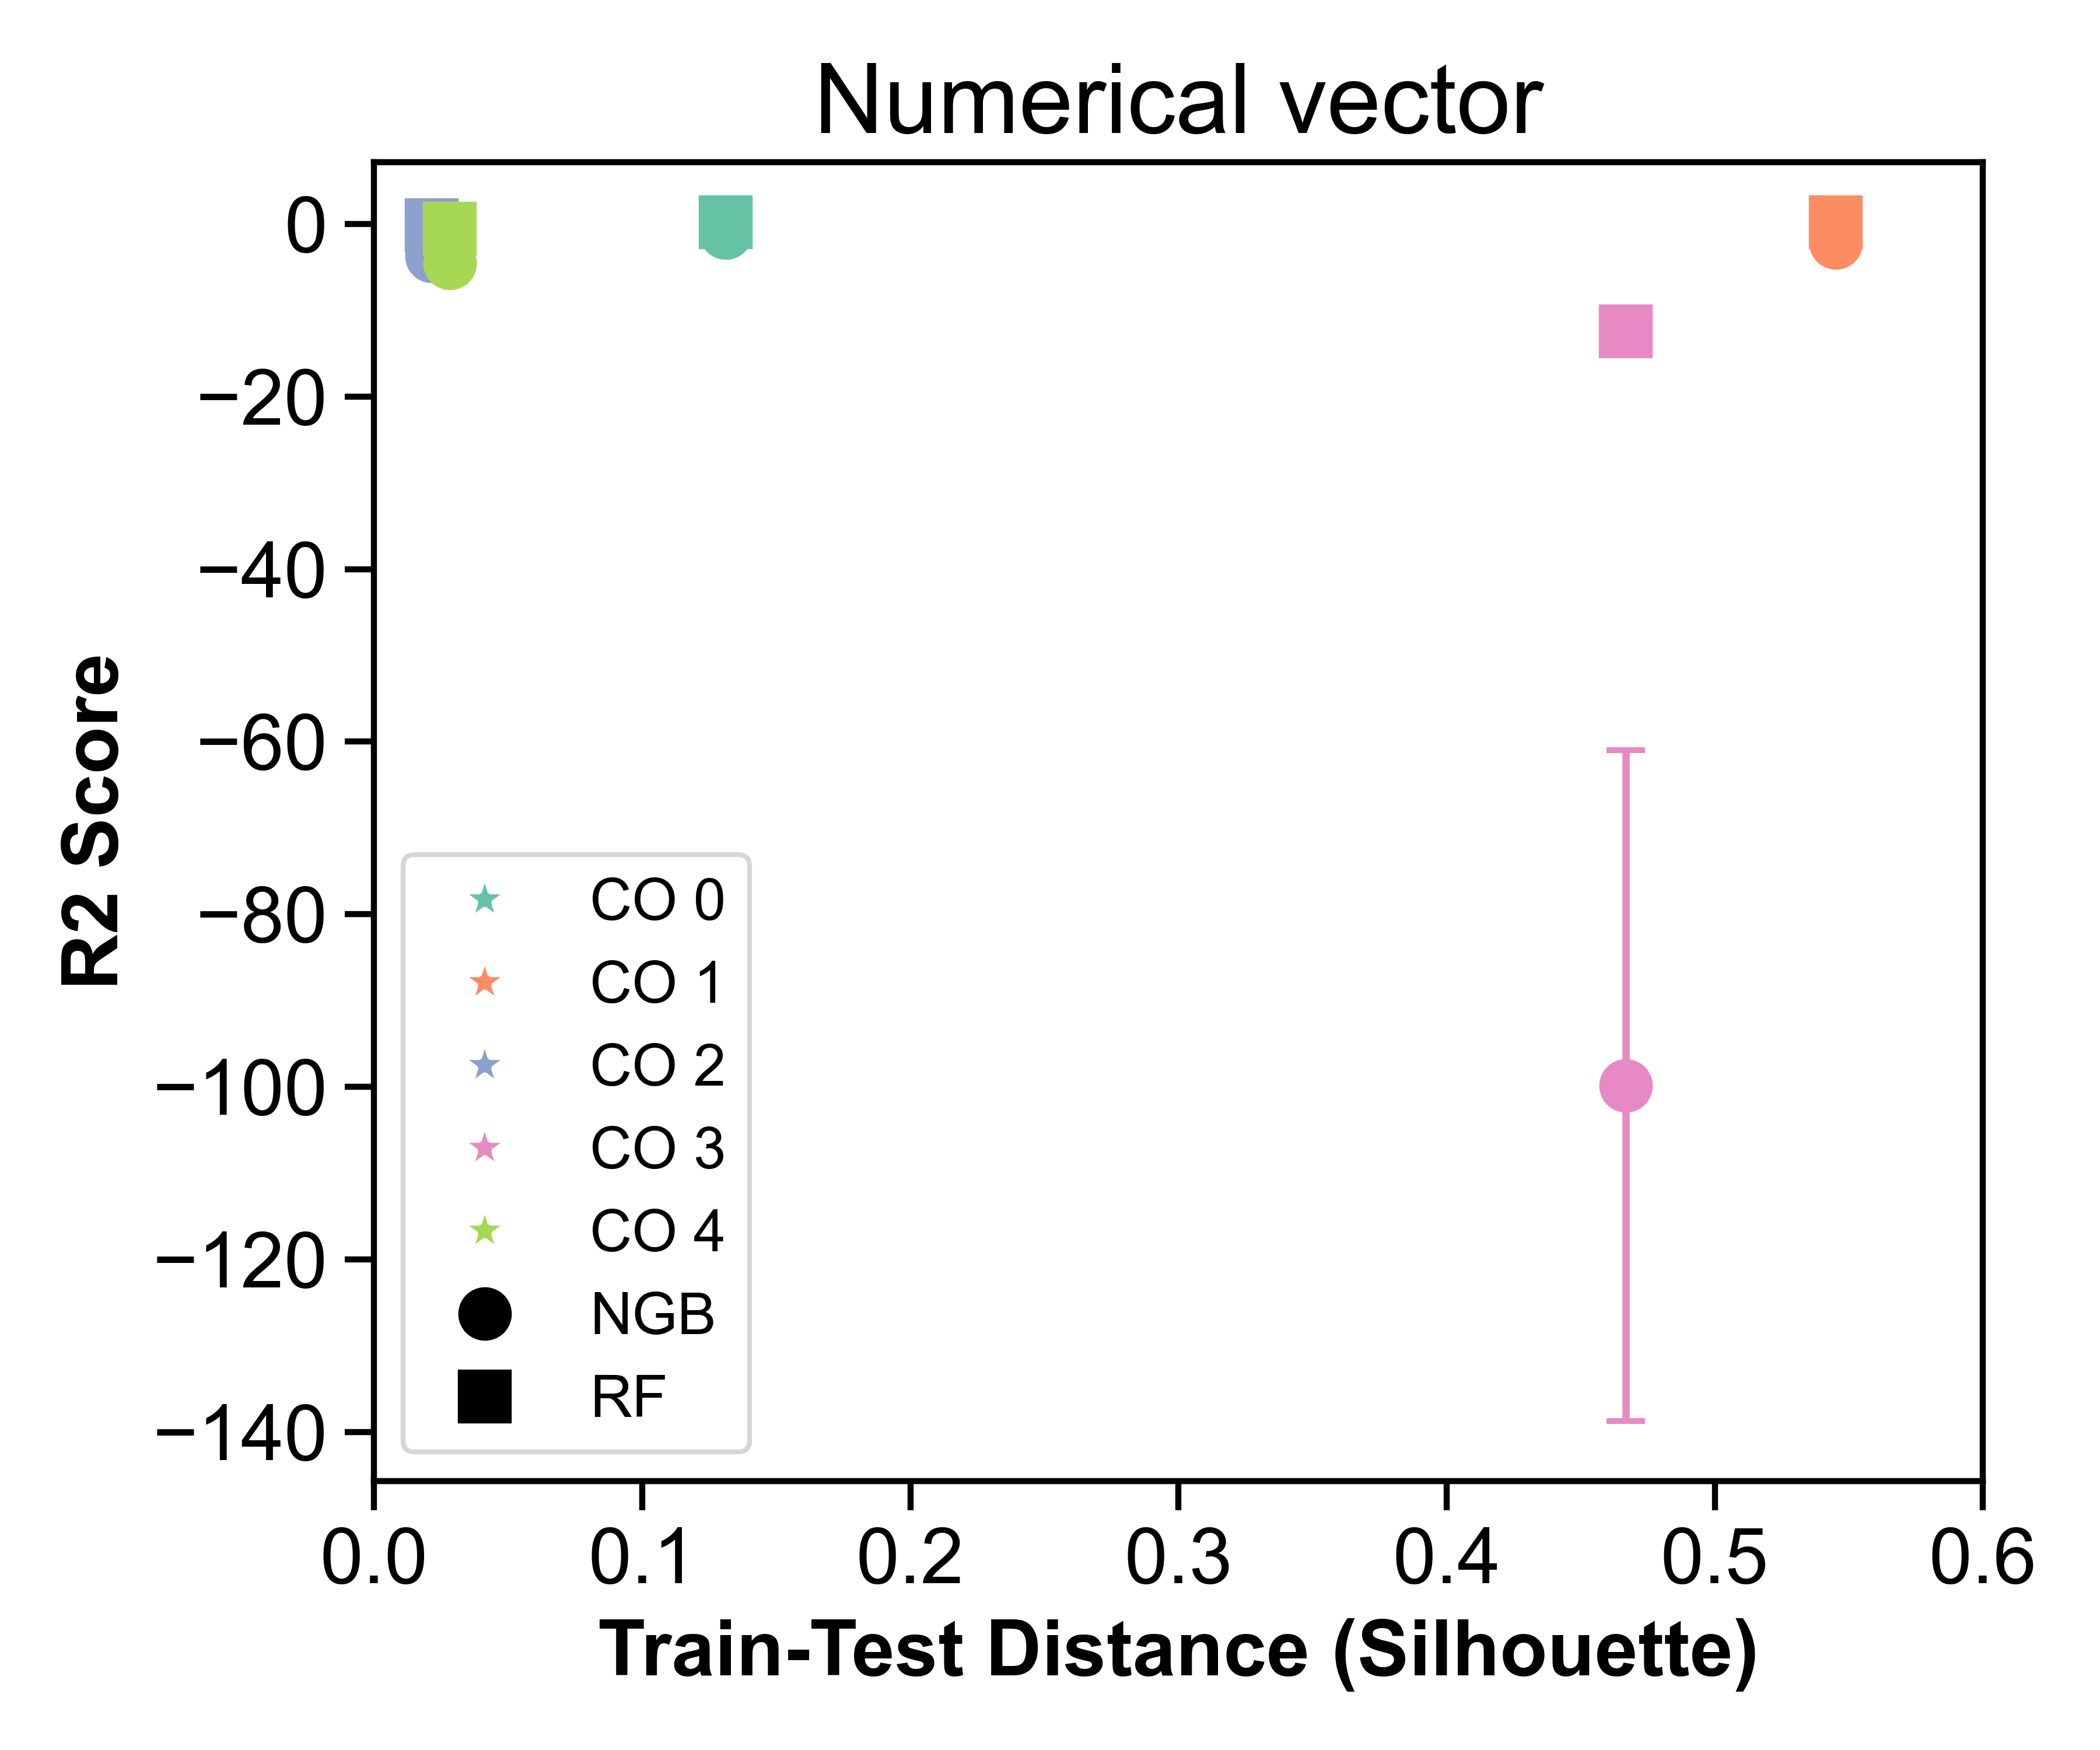 Numerical vector
R2 Score
0
−20
−40
−60
−80
−100
−120
−140
CO 0
CO 1
CO 2
CO 3
CO 4
NGB
RF
0.0 0.1 0.2 0.3 0.4 0.5 0.6
Train-Test Distance (Silhouette)